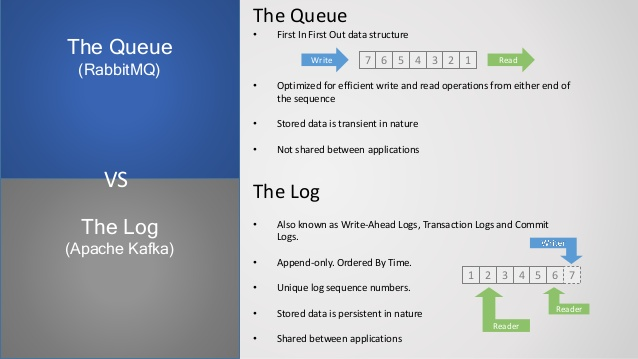 The Queue
(RabbitMQ)
VS
The Log
(Apache Kafka)
The Queue
• First In First Out data structure
Write
7 6 5 4 3 2 1
Read
• Optimized for efficient write and read operations from either end of
the sequence
• Stored data is transient in nature
• Not shared between applications
The Log
• Also known as Write-Ahead Logs, Transaction Logs and Commit
Logs.
Writer
• Append-only. Ordered By Time.
1 2 3 4 5 6 7
• Unique log sequence numbers.
Reader
• Stored data is persistent in nature
Reader
• Shared between applications